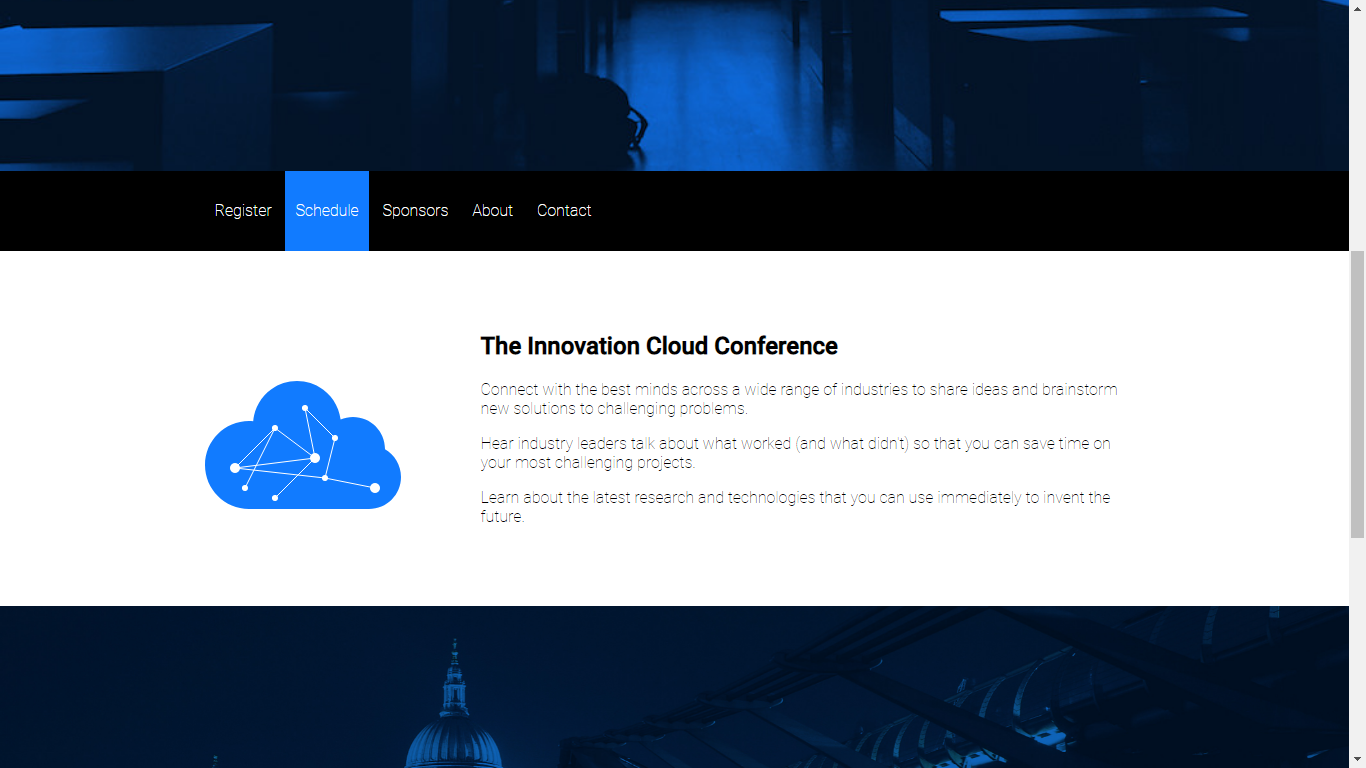 Register Schedule Sponsors About Contact
The Innovation Cloud Conference
Connect with the best minds across a wide range of industries to share ideas and brainstorm
new solutions to challenging problems.
Hear industry leaders talk about what worked (and what didn't) so that you can save time on
your most challenging projects.
Learn about the latest research and technologies that you can use immediately to invent the
future.